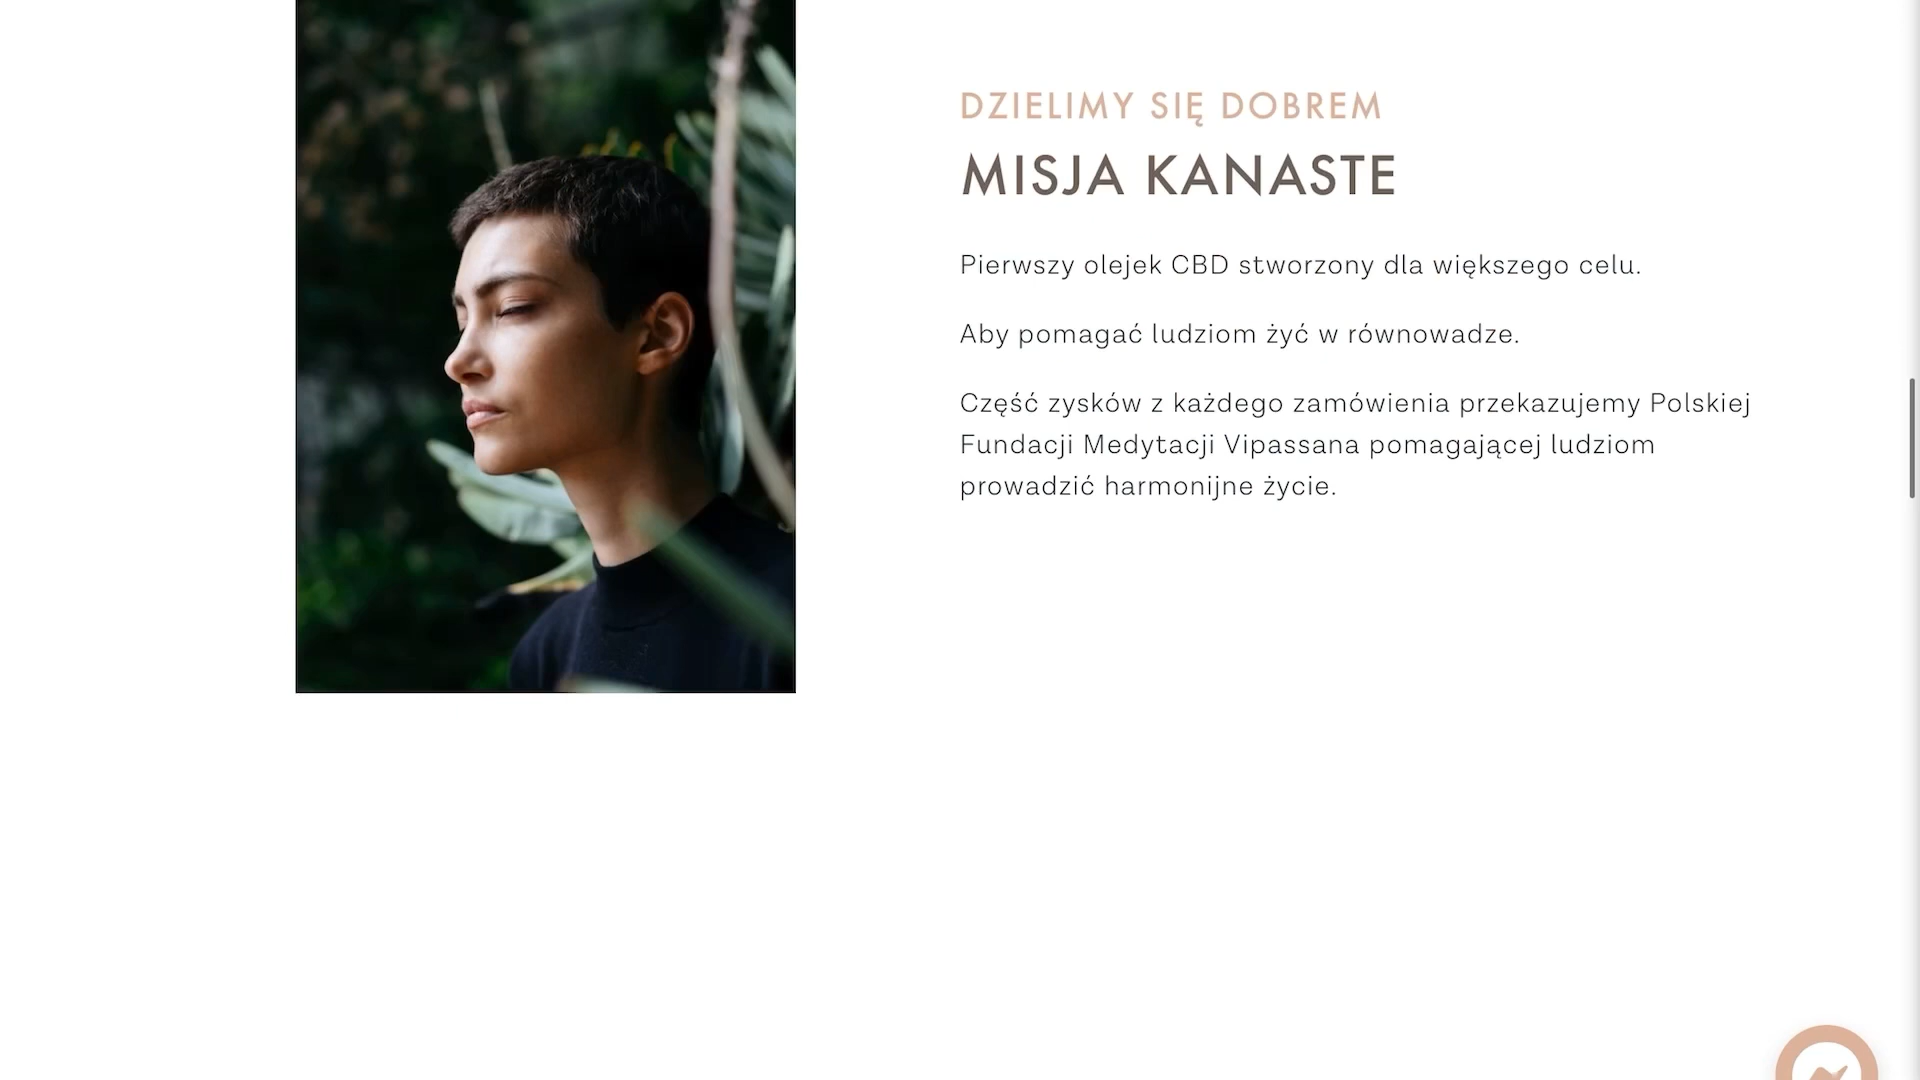 DZIELIMY SIĘ DOBREM
MISJA KANASTE
Pierwszy olejek CBD stworzony dla większego celu.
Aby pomagać ludziom żyć w równowadze.
Część zysków z każdego zamówienia przekazujemy Polskiej
Fundacji Medytacji Vipassana pomagającej ludziom
prowadzić harmonijne życie.